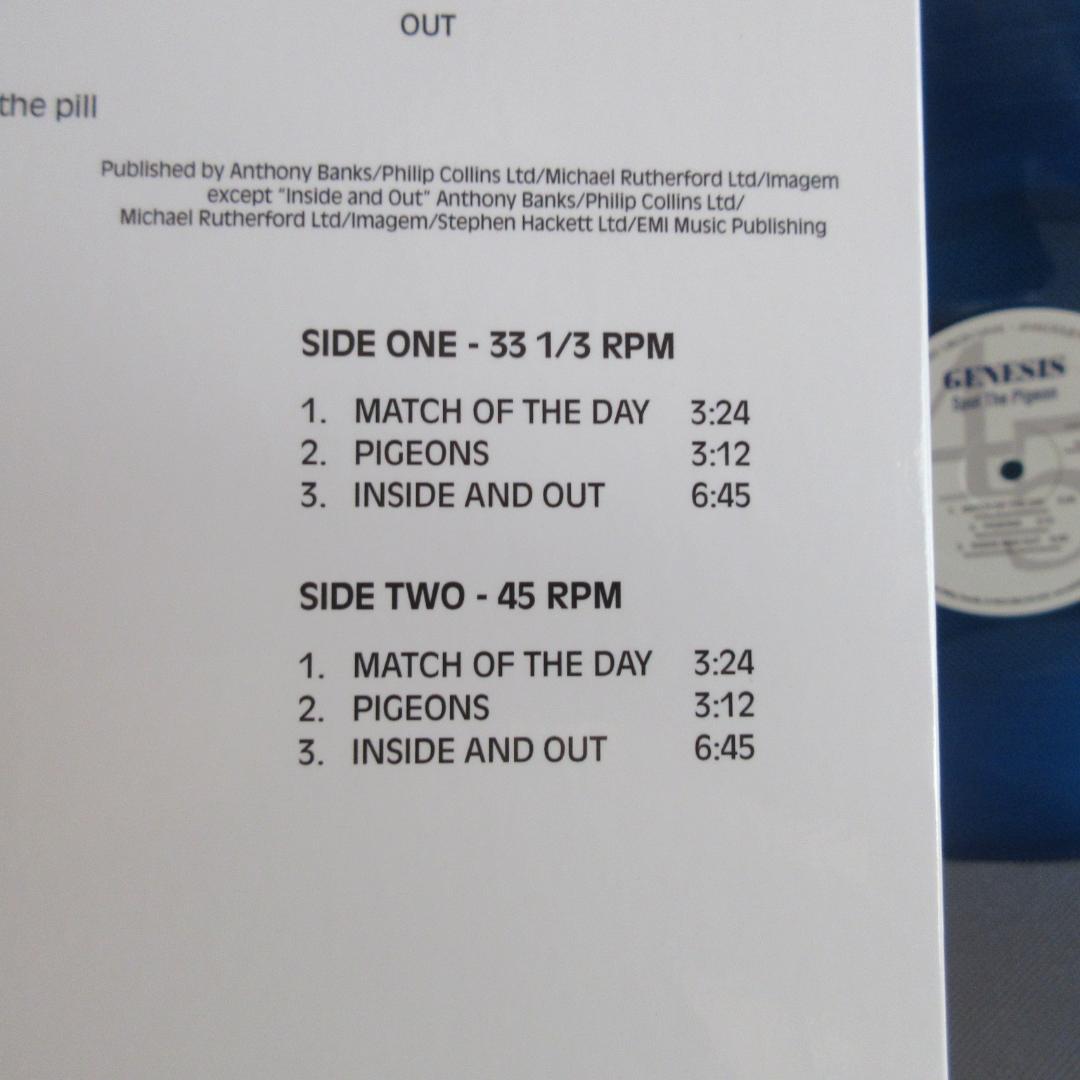 OUT
the pill
Published by Anthony Banks/Philip Collins Ltd/Michael Rutherford Ltd/Imagem
except "Inside and Out" Anthony Banks/Philip Collins Ltd/
Michael Rutherford Ltd/Imagem/Stephen Hackett Ltd/EMI Music Publishing
SIDE ONE - 33 1/3 RPM
1. MATCH OF THE DAY 3:24
2. PIGEONS 3:12
3. INSIDE AND OUT 6:45
SIDE TWO - 45 RPM
1. MATCH OF THE DAY 3:24
2. PIGEONS 3:12
3. INSIDE AND OUT 6:45
GENESIS
The Pigeon